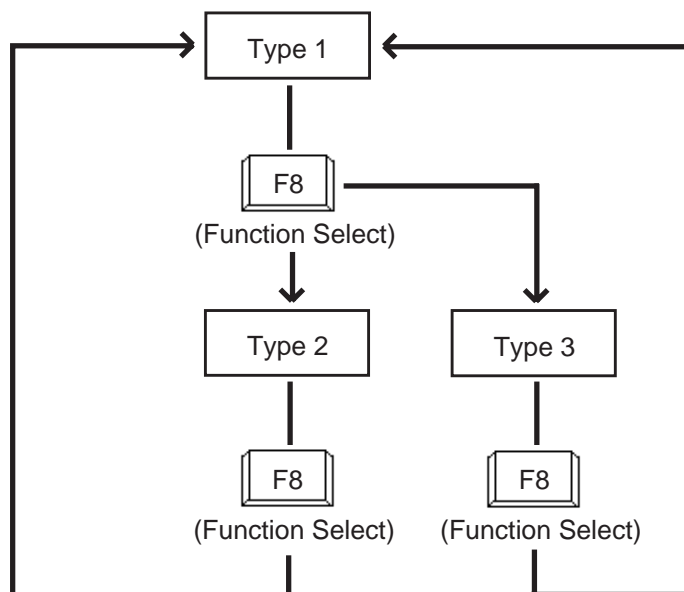 Type 1
F8
(Function Select)
Type 2
Type 3
F8
F8
(Function Select)
(Function Select)